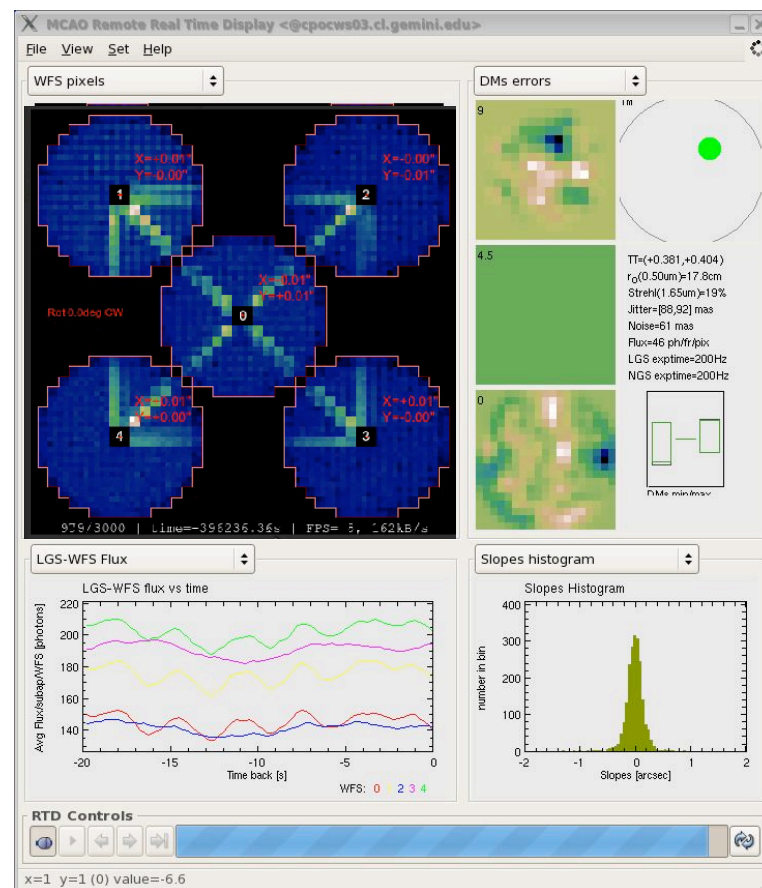 MCAO Remote Real Time Display <@cpocws03.cl.gemini.edu>
File View Set Help
WFS pixels
DMs errors
X=+0.01"
Y=-0.00"
1
X=-0.00"
Y=-0.01"
2
Y=+0.01"
0
Rot 0.0deg CW
Y=+0.00"
4
X=+0.01"
Y=-0.00"
3
979/3000 | time=-398236.36s | FPS= 8, 162kB/s
9
4.5
0
TT=(+0.381,+0.404)
r0(0.50um)=17.8cm
Strehl(1.65um)=19%
Jitter=[88,92] mas
Noise=61 mas
Flux=46 ph/fr/pix
LGS exptime=200Hz
NGS exptime=200Hz
DMs min/max
LGS-WFS Flux
LGS-WFS flux vs time
Avg Flux/subap/WFS [photons]
220
200
180
160
140
-20 -15 -10 -5 0
Time back [s]
WFS: 0 1 2 3 4
Slopes histogram
Slopes Histogram
number in bin
400
300
200
100
0
-2 -1 0 1 2
Slopes [arcsec]
RTD Controls
x=1 y=1 (0) value=-6.6